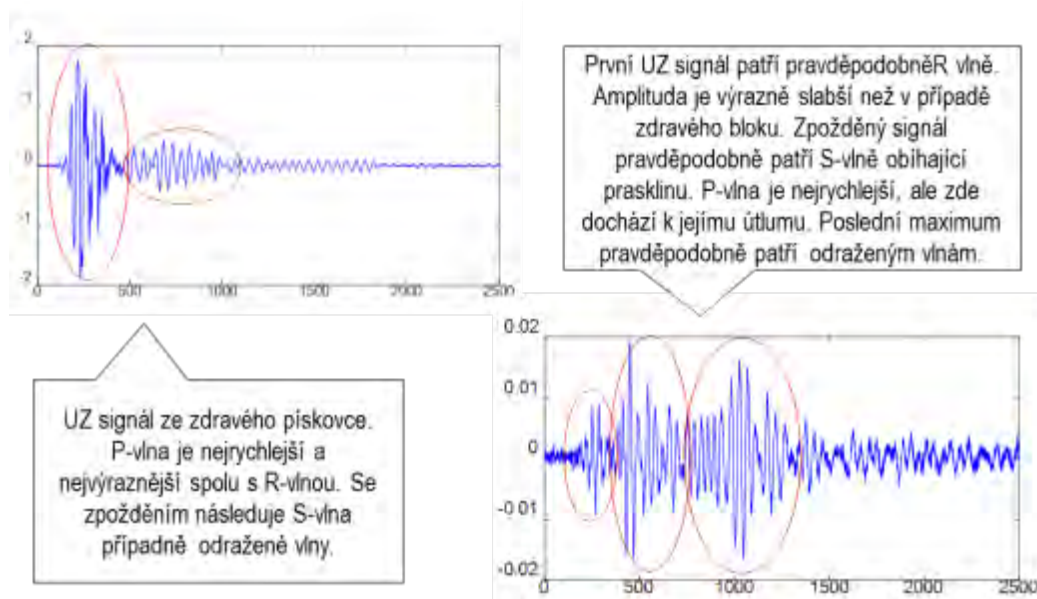 2
1
0
-1
-2
0 500 1000 1500 2000 2500
První UZ signál patří pravděpodobněR vlně.
Amplituda je výrazně slabší než v případě
zdravého bloku. Zpožděný signál
pravděpodobně patří S-vlně obíhající
prasklinu. P-vlna je nejrychlejší, ale zde
dochází k jejímu útlumu. Poslední maximum
pravděpodobně patří odraženým vlnám.
UZ signál ze zdravého pískovce.
P-vlna je nejrychlejší a
nejvýraznější spolu s R-vlnou. Se
zpožděním následuje S-vlna
případně odražené vlny.
0.02
0.01
0
-0.01
-0.02
0 500 1000 1500 2000 2500